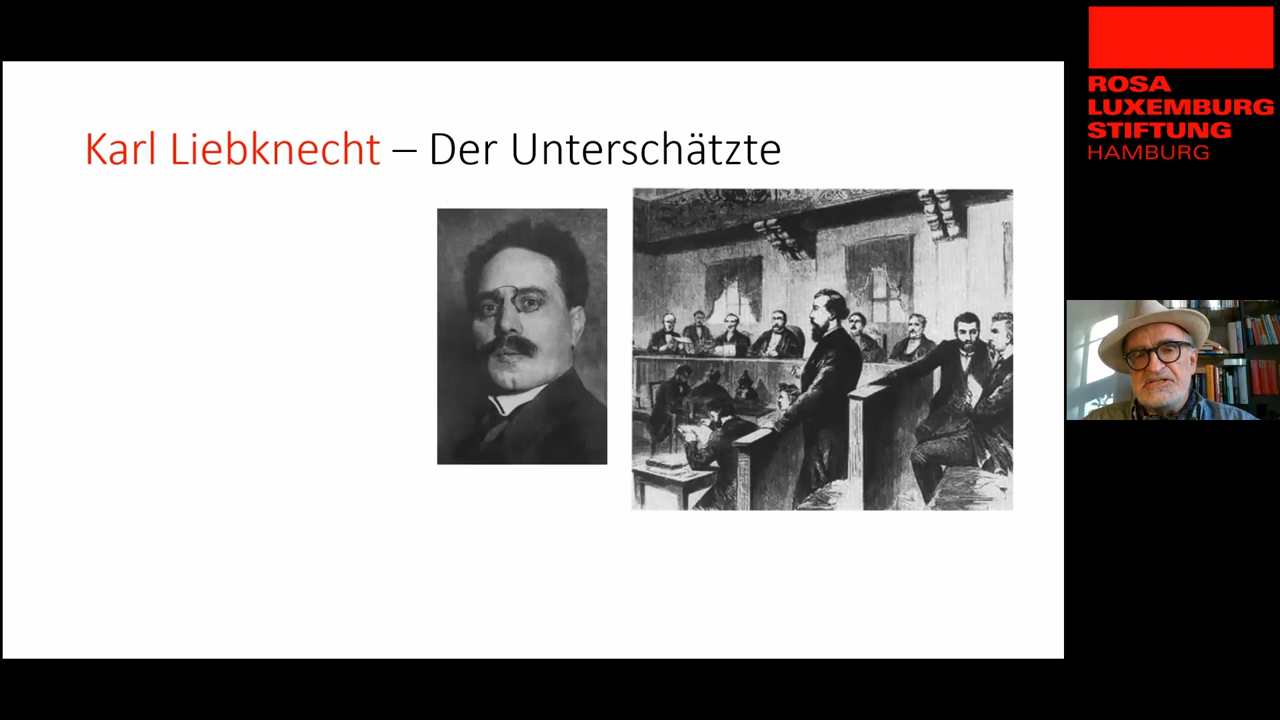 Karl Liebknecht – Der Unterschätzte
ROSA
LUXEMBURG
STIFTUNG
HAMBURG